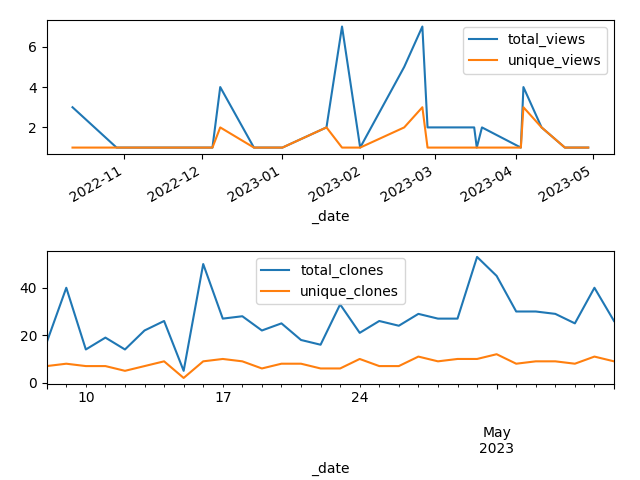 total_views
unique_views
6
4
2
2022-11
2022-12
2023-01
2023-02
2023-03
2023-04
2023-05
_date
total_clones
unique_clones
40
20
0
10
17
24
May
2023
_date